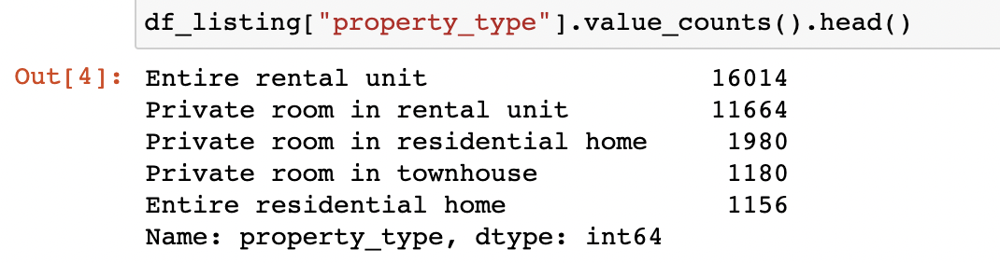 df_listing["property_type"].value_counts().head()
Out[4]: Entire rental unit 16014
Private room in rental unit 11664
Private room in residential home 1980
Private room in townhouse 1180
Entire residential home 1156
Name: property_type, dtype: int64